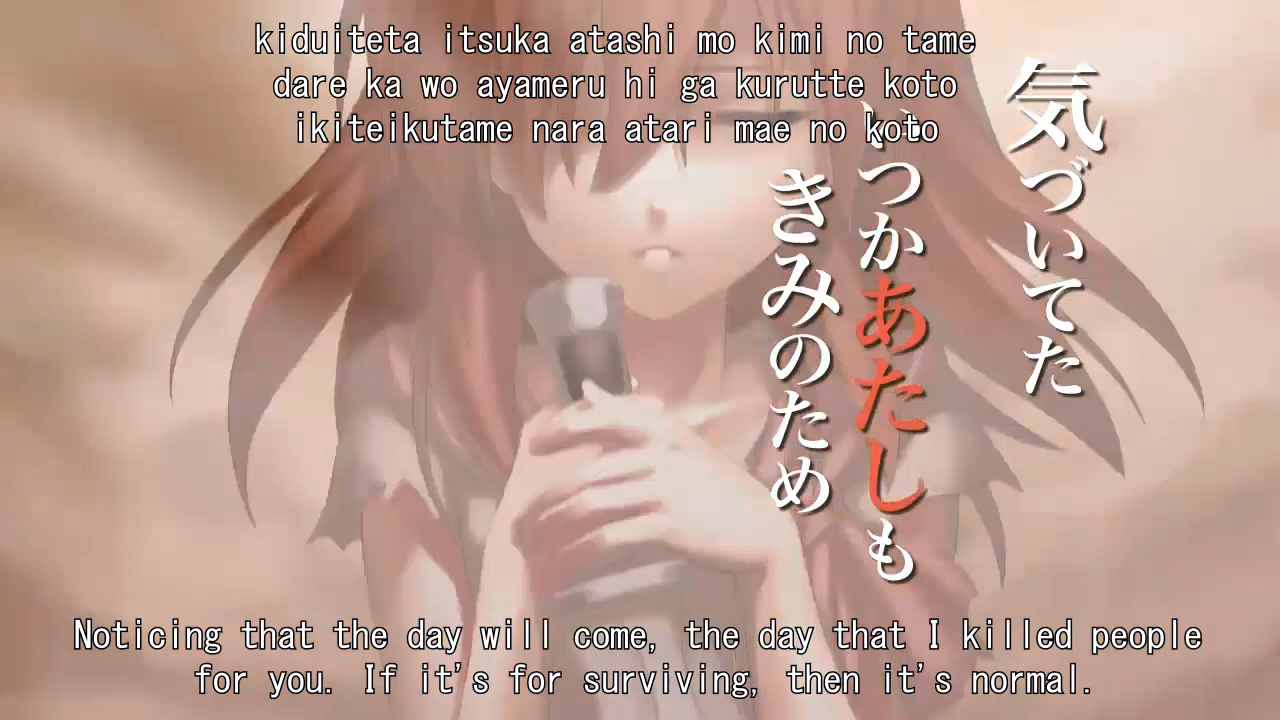 kiduiteta itsuka atashi mo kimi no tame
dare ka wo ayameru hi ga kurutte koto
ikiteikutame nara atari mae no koto
気づいてた
いつかあたしも
きみのため
Noticing that the day will come, the day that I killed people
for you. If it's for surviving, then it's normal.